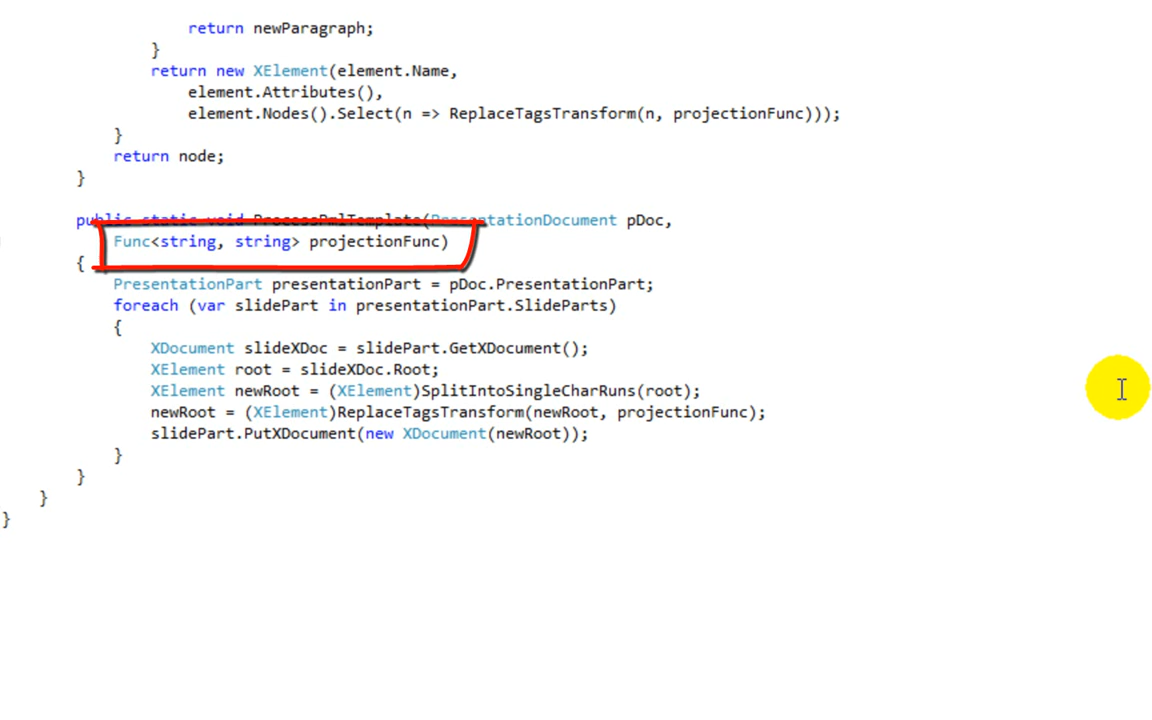 return newParagraph;
}
return new XElement(element.Name,
element.Attributes(),
element.Nodes().Select(n => ReplaceTagsTransform(n, projectionFunc)));
}
return node;
}
public static void ProcessPmlTemplate(PresentationDocument pDoc,
Func<string, string> projectionFunc)
{
PresentationPart presentationPart = pDoc.PresentationPart;
foreach (var slidePart in presentationPart.SlideParts)
{
XDocument slideXDoc = slidePart.GetXDocument();
XElement root = slideXDoc.Root;
XElement newRoot = (XElement)SplitIntoSingleCharRuns(root);
newRoot = (XElement)ReplaceTagsTransform(newRoot, projectionFunc);
slidePart.PutXDocument(new XDocument(newRoot));
}
}
}
}